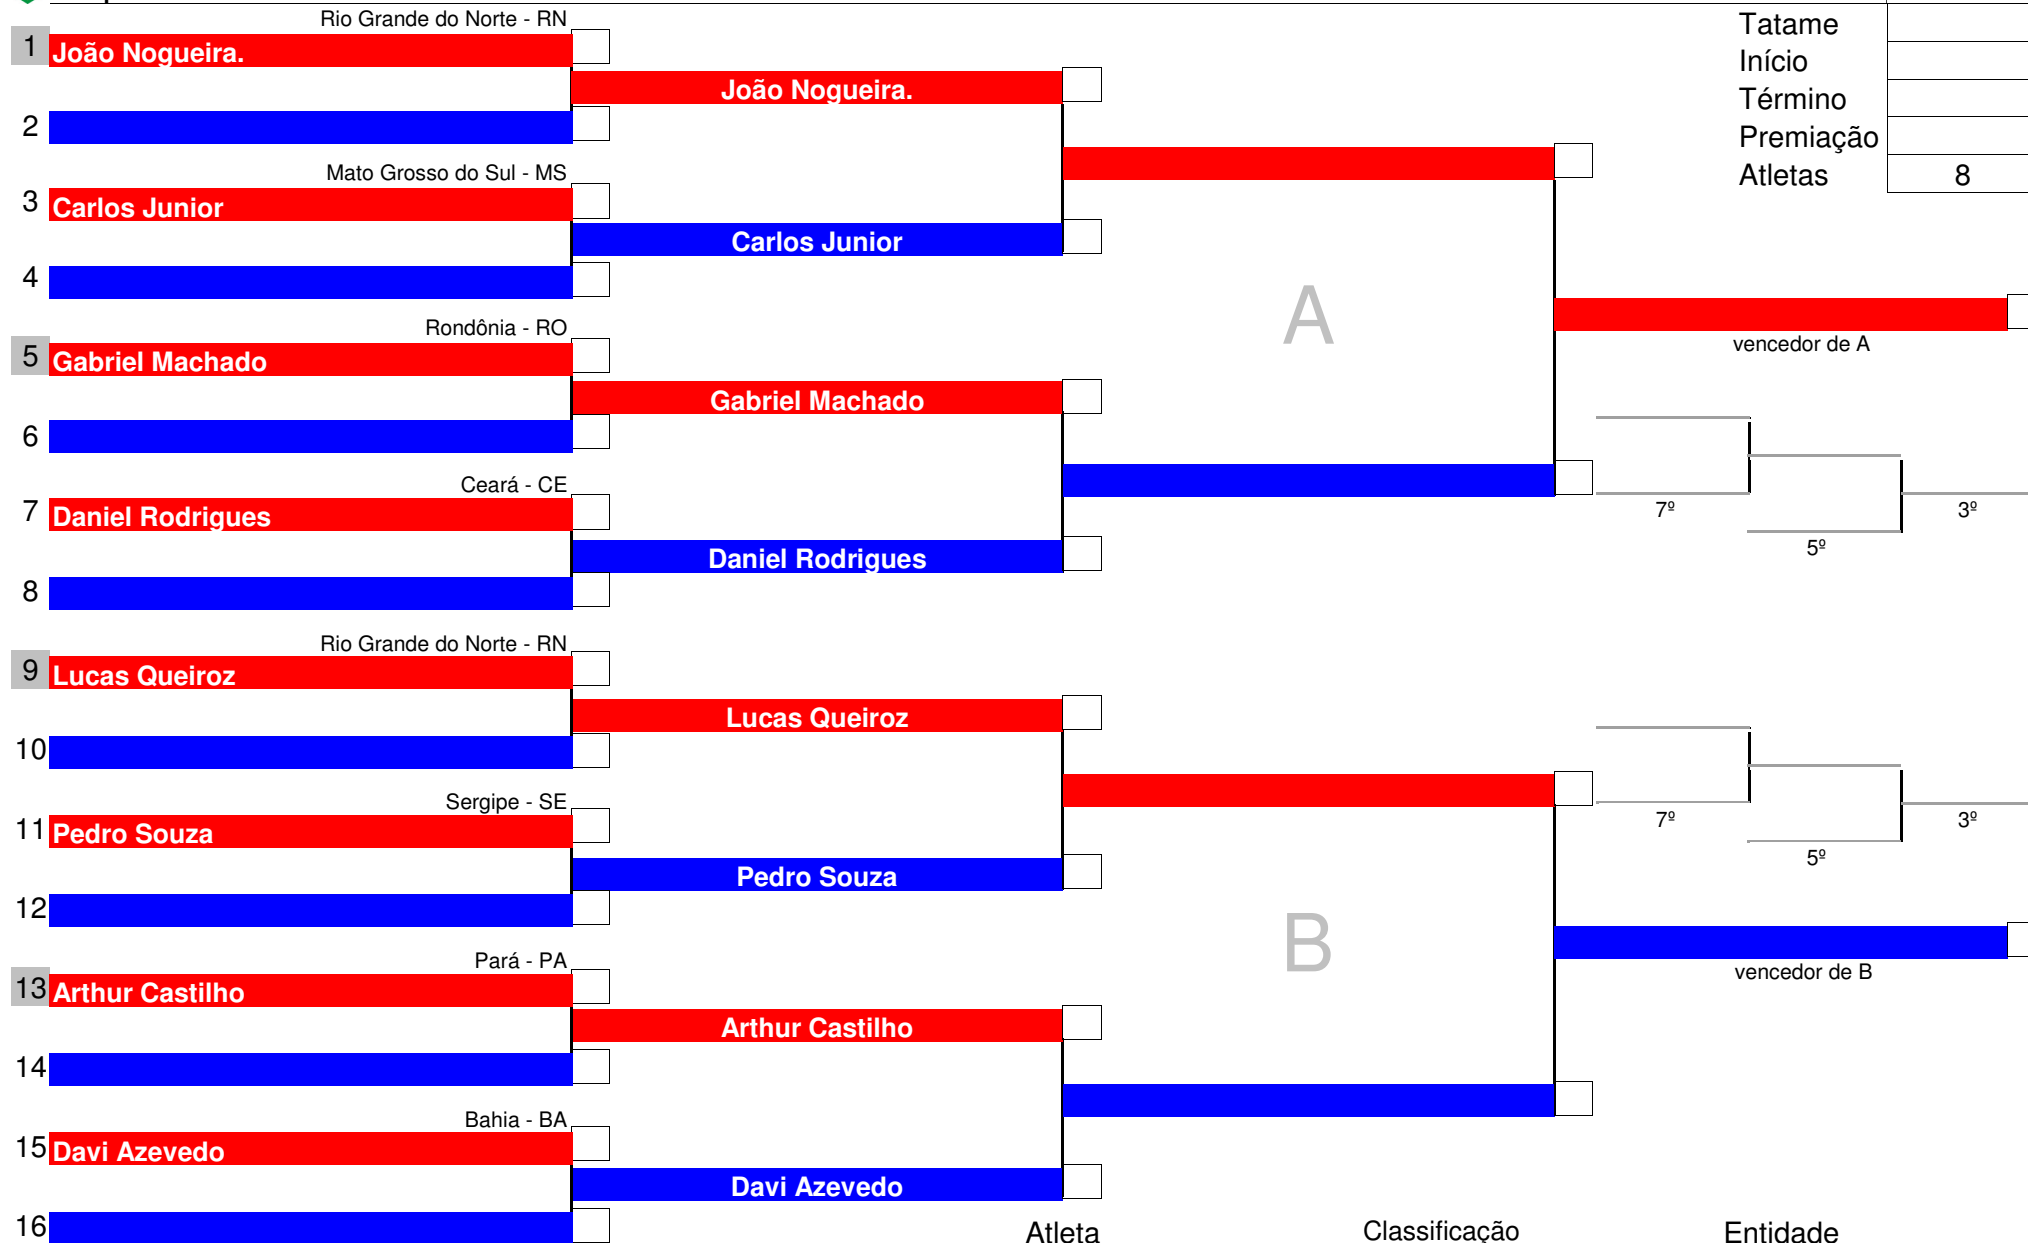 Rio Grande do Norte - RN
1 João Nogueira.
João Nogueira.
2
Mato Grosso do Sul - MS
3 Carlos Junior
Carlos Junior
4
Rondônia - RO
5 Gabriel Machado
Gabriel Machado
6
Ceará - CE
7 Daniel Rodrigues
Daniel Rodrigues
8
Rio Grande do Norte - RN
9 Lucas Queiroz
Lucas Queiroz
10
Sergipe - SE
11 Pedro Souza
Pedro Souza
12
Pará - PA
13 Arthur Castilho
Arthur Castilho
14
Bahia - BA
15 Davi Azevedo
Davi Azevedo
16
A
B
Tatame
Início
Término
Premiação
Atletas 8
vencedor de A
7º
3º
5º
7º
3º
5º
vencedor de B
Atleta Classificação Entidade